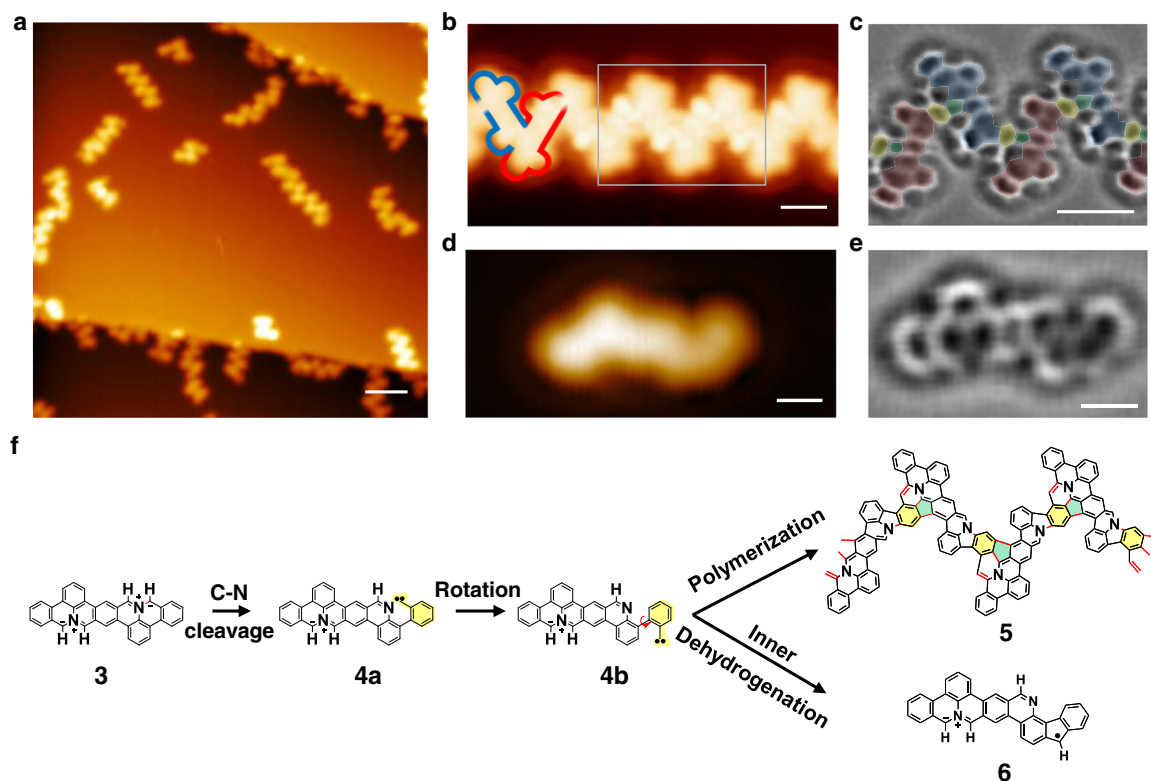 a
b
c
d
e
f
H H
N
+
N
H + H
3
C-N
cleavage
H
N
N
H + H
4a
Rotation
H
N
N
H + H
4b
Polymerization
Inner
Dehydrogenation
N
N
N
N
N
N
N
5
H
N
N
+
H H
H
6